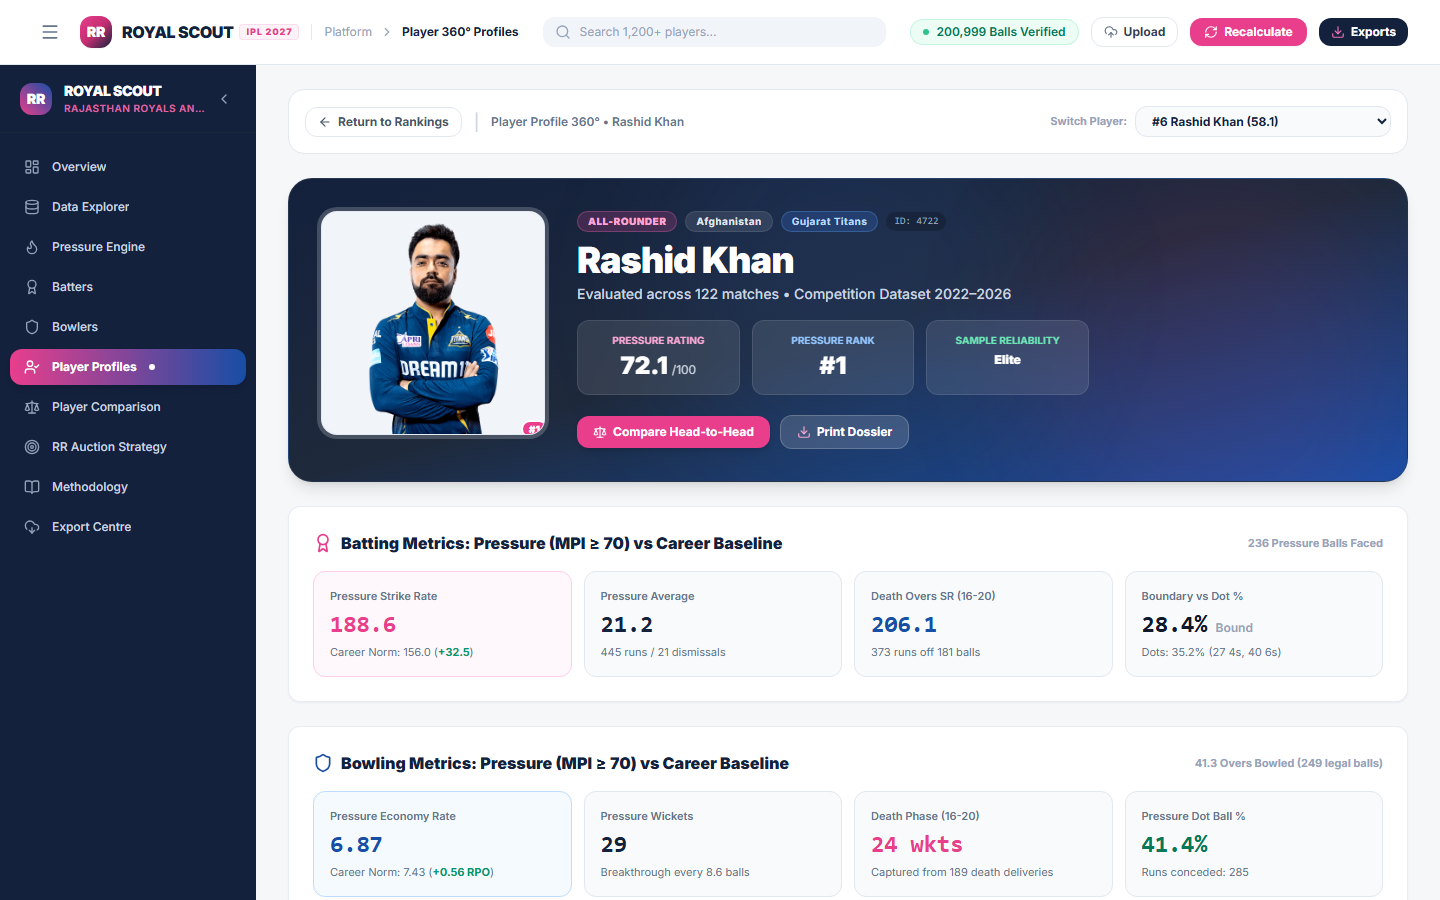 RR ROYAL SCOUT IPL 2027 Platform > Player 360° Profiles Search 1,200+ players... 200,999 Balls Verified Upload Recalculate Exports
RR ROYAL SCOUT
RAJASTHAN ROYALS AN...
Overview
Data Explorer
Pressure Engine
Batters
Bowlers
Player Profiles
Player Comparison
RR Auction Strategy
Methodology
Export Centre
Return to Rankings Player Profile 360° • Rashid Khan Switch Player: #6 Rashid Khan (58.1)
ALL-ROUNDER Afghanistan Gujarat Titans ID: 4722
Rashid Khan
Evaluated across 122 matches • Competition Dataset 2022–2026
PRESSURE RATING PRESSURE RANK SAMPLE RELIABILITY
72.1 /100 #1 Elite
Compare Head-to-Head Print Dossier
TITANS
DREAM11
#1
Batting Metrics: Pressure (MPI ≥ 70) vs Career Baseline 236 Pressure Balls Faced
Pressure Strike Rate
188.6
Career Norm: 156.0 (+32.5)
Pressure Average
21.2
445 runs / 21 dismissals
Death Overs SR (16-20)
206.1
373 runs off 181 balls
Boundary vs Dot %
28.4% Bound
Dots: 35.2% (27 4s, 40 6s)
Bowling Metrics: Pressure (MPI ≥ 70) vs Career Baseline 41.3 Overs Bowled (249 legal balls)
Pressure Economy Rate
6.87
Career Norm: 7.43 (+0.56 RPO)
Pressure Wickets
29
Breakthrough every 8.6 balls
Death Phase (16-20)
24 wkts
Captured from 189 death deliveries
Pressure Dot Ball %
41.4%
Runs conceded: 285